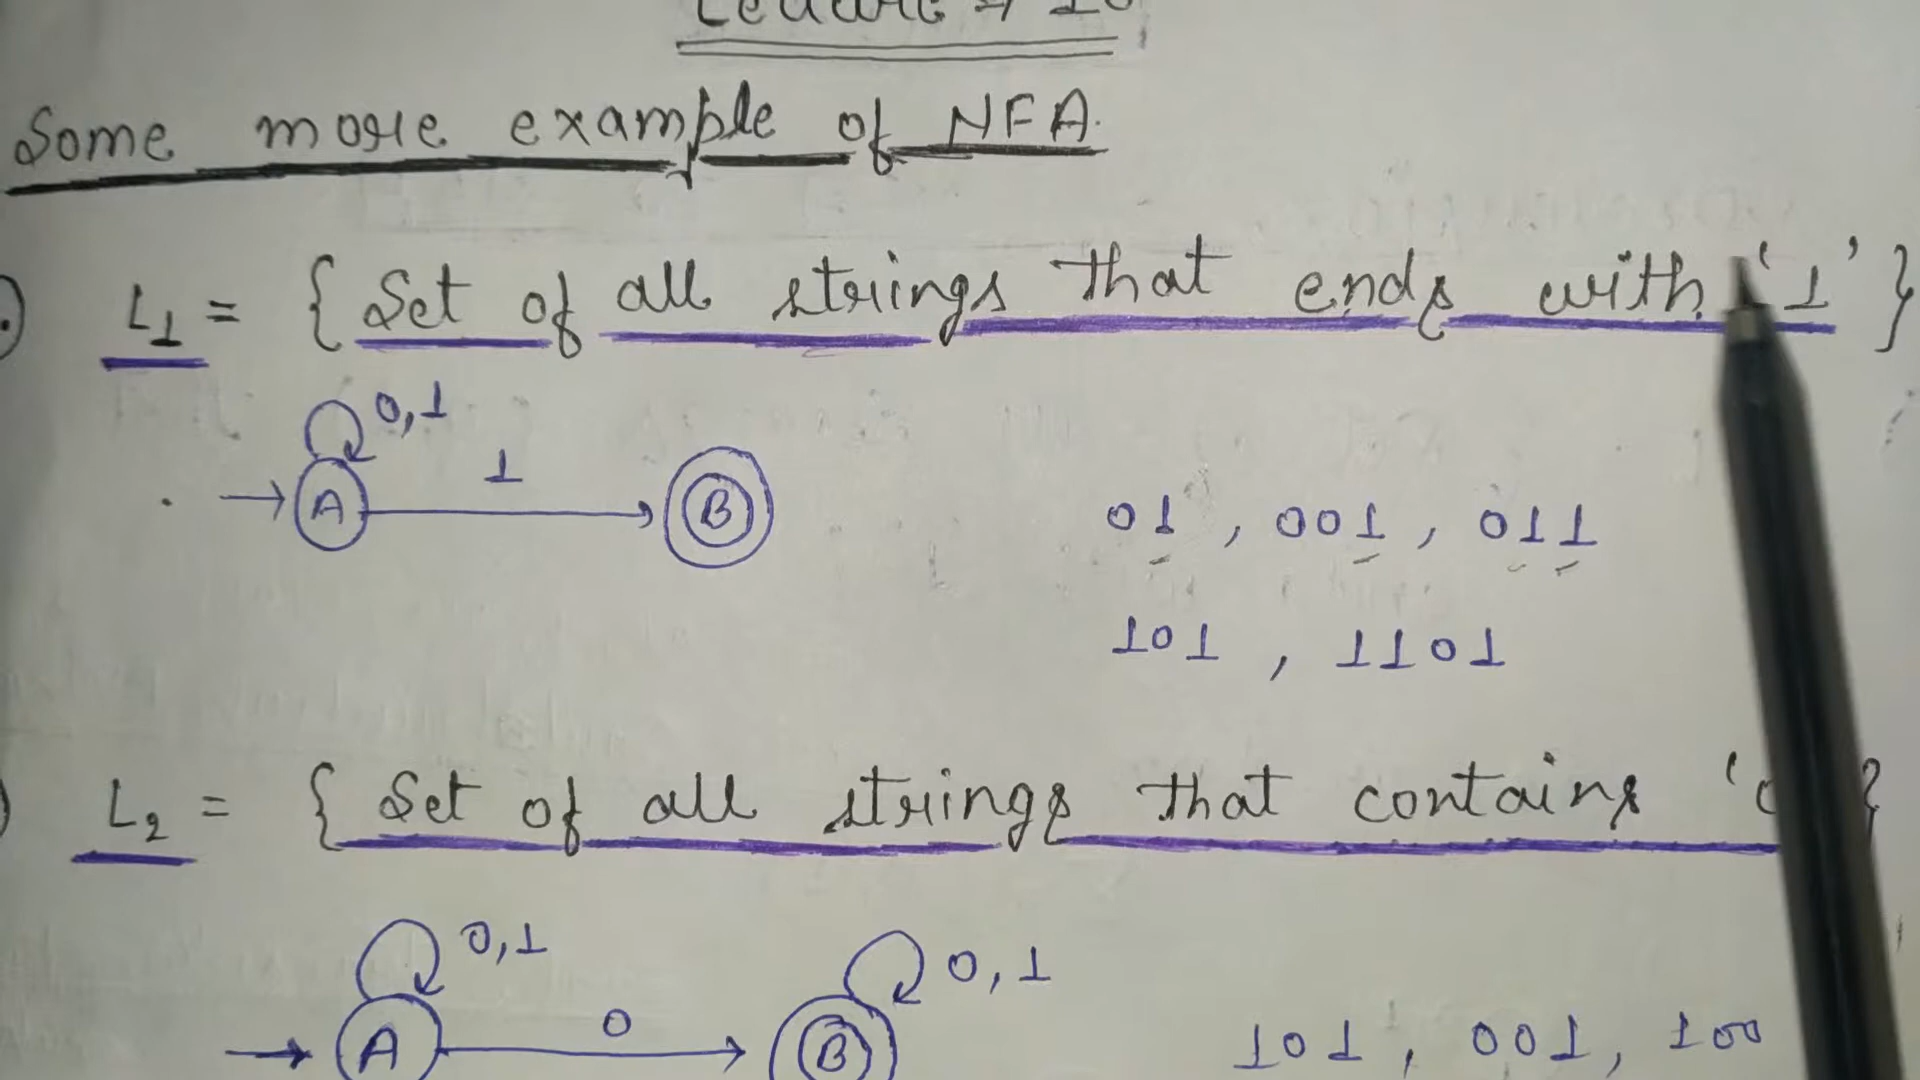 Some more example of NFA.
L1 = { Set of all strings that ends with '1' }
0,1
1
A
B
01, 001, 011
101, 1101
L2 = { Set of all strings that contains }
0,1
0,1
0
A
B
101, 001, 100